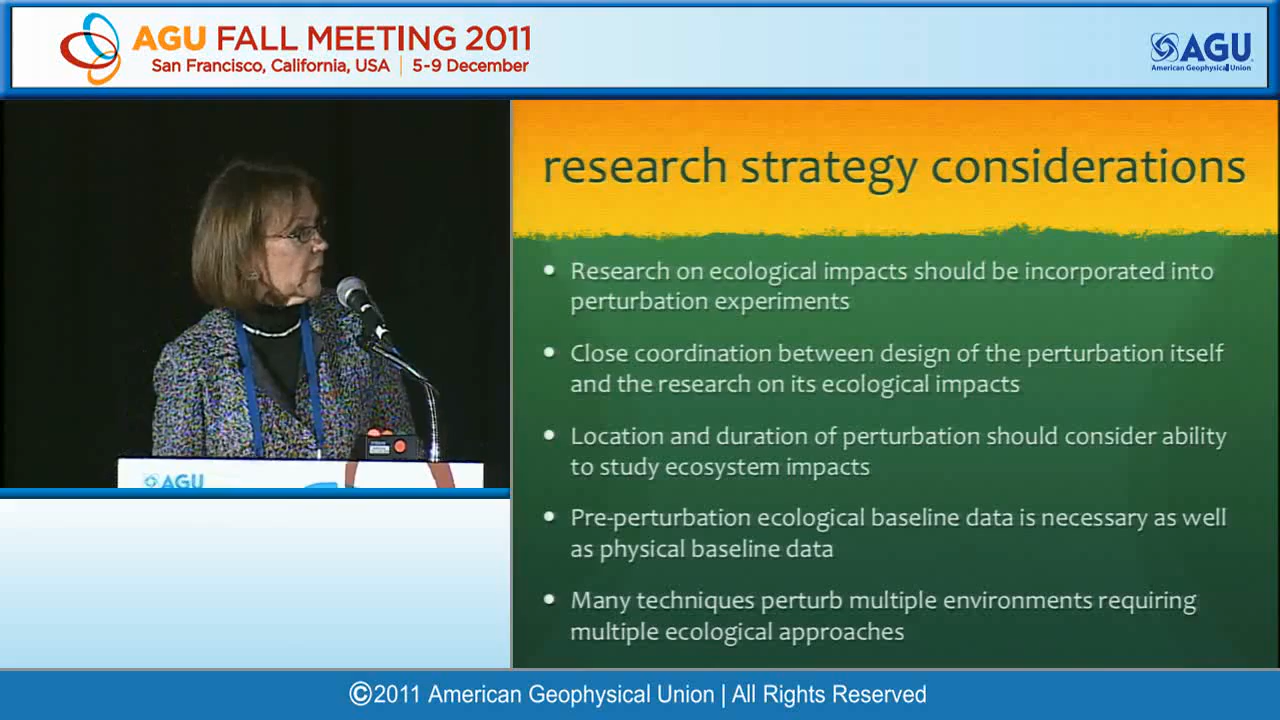 AGU FALL MEETING 2011
San Francisco, California, USA | 5-9 December
AGU
American Geophysical Union
research strategy considerations
• Research on ecological impacts should be incorporated into
perturbation experiments
• Close coordination between design of the perturbation itself
and the research on its ecological impacts
• Location and duration of perturbation should consider ability
to study ecosystem impacts
• Pre-perturbation ecological baseline data is necessary as well
as physical baseline data
• Many techniques perturb multiple environments requiring
multiple ecological approaches
AGU
©2011 American Geophysical Union | All Rights Reserved